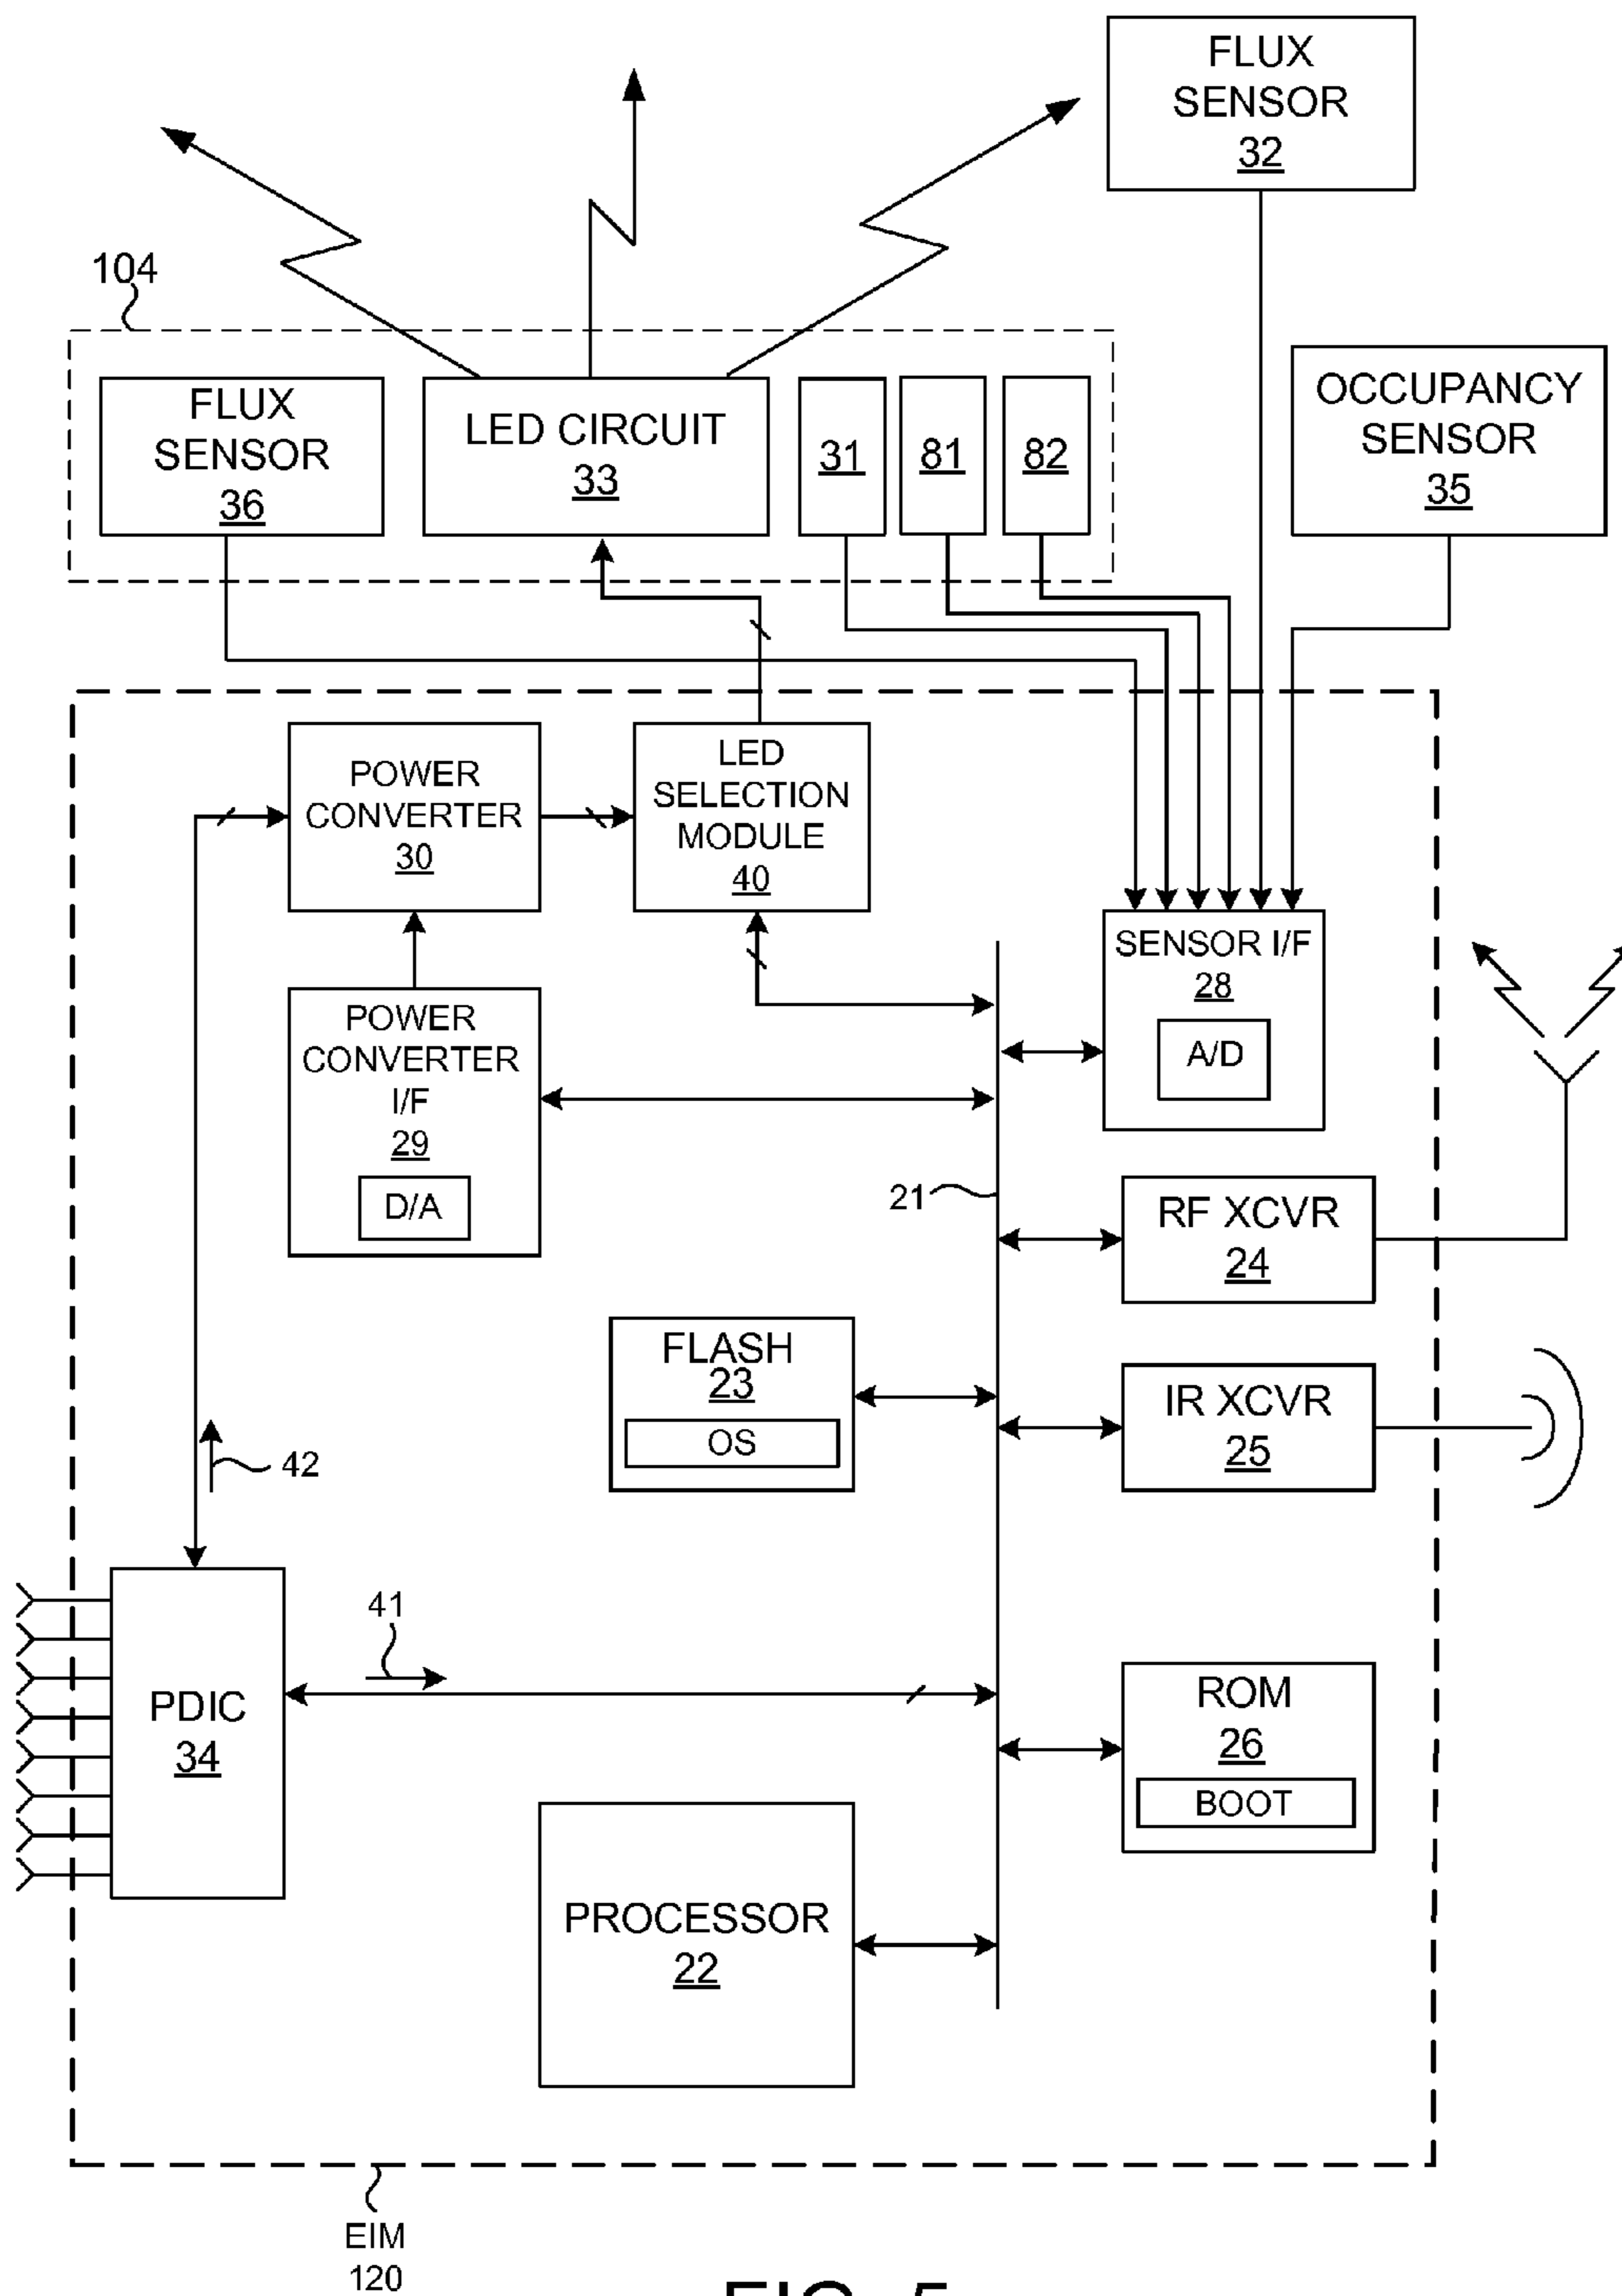 FLUX
SENSOR
32
104
FLUX
SENSOR
36
LED CIRCUIT
33
31
81
82
OCCUPANCY
SENSOR
35
POWER
CONVERTER
30
LED
SELECTION
MODULE
40
SENSOR I/F
28
A/D
POWER
CONVERTER
I/F
29
D/A
21
RF XCVR
24
FLASH
23
OS
IR XCVR
25
42
41
PDIC
34
ROM
26
BOOT
PROCESSOR
22
EIM
120
FIG. 5